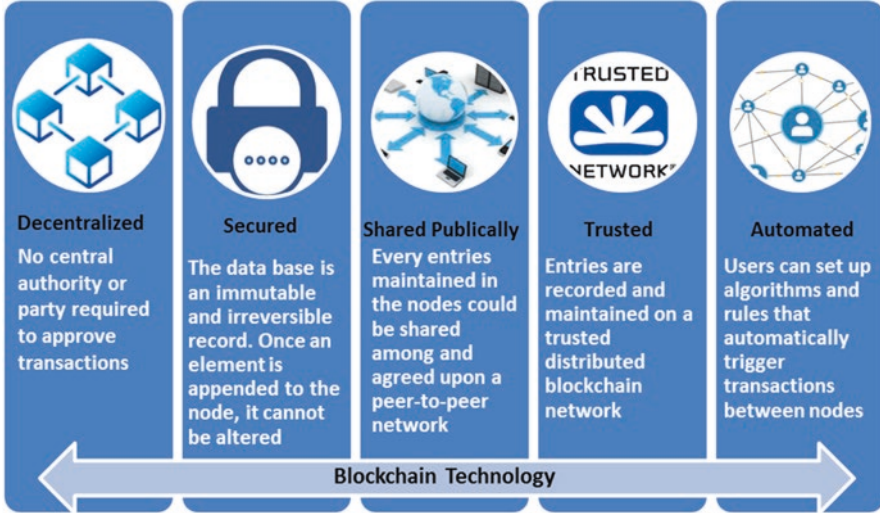 TRUSTED
NETWORK
Decentralized
No central
authority or
party required
to approve
transactions
Secured
The data base is
an immutable
and irreversible
record. Once an
element is
appended to the
node, it cannot
be altered
Shared Publically
Every entries
maintained in
the nodes could
be shared
among and
agreed upon a
peer-to-peer
network
Trusted
Entries are
recorded and
maintained on a
trusted
distributed
blockchain
network
Automated
Users can set up
algorithms and
rules that
automatically
trigger
transactions
between nodes
Blockchain Technology